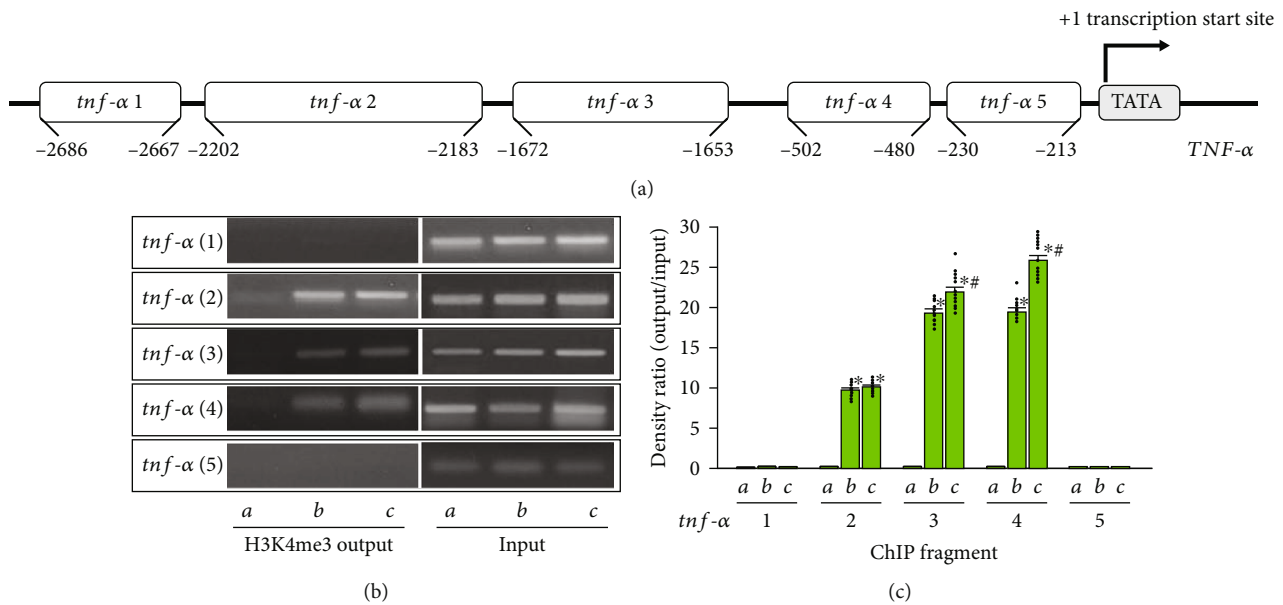 +1 transcription start site
tnf-α 1 tnf-α 2 tnf-α 3 tnf-α 4 tnf-α 5 TATA
–2686 –2667 –2202 –2183 –1672 –1653 –502 –480 –230 –213 TNF-α
(a)
tnf-α (1)
tnf-α (2)
tnf-α (3)
tnf-α (4)
tnf-α (5)
a b c a b c
H3K4me3 output Input
(b)
Density ratio (output/input)
30
25
20
15
10
5
0
* * * *# * *#
a b c a b c a b c a b c a b c
tnf-α 1 2 3 4 5
ChIP fragment
(c)